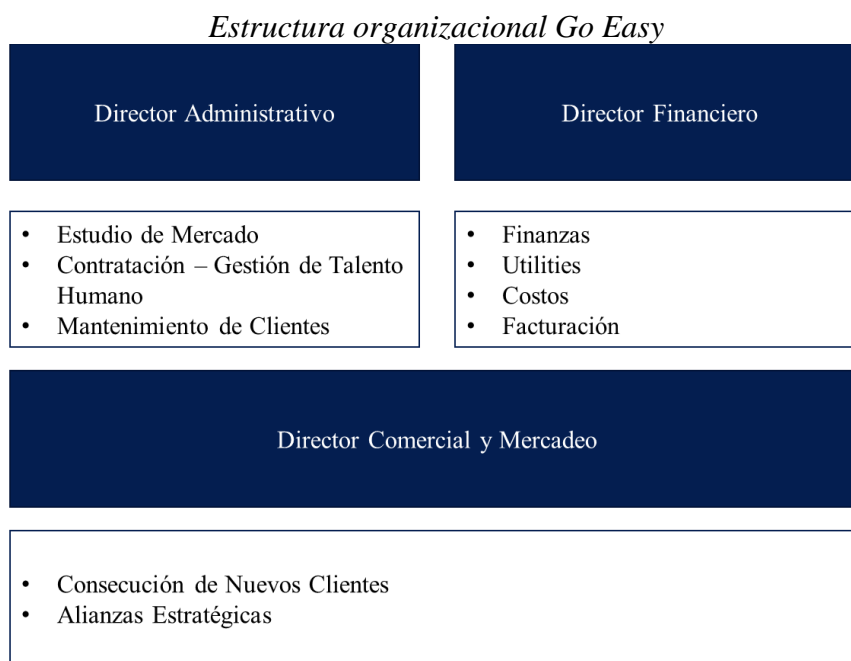 Estructura organizacional Go Easy
Director Administrativo
• Estudio de Mercado
• Contratación – Gestión de Talento
Humano
• Mantenimiento de Clientes
Director Financiero
• Finanzas
• Utilities
• Costos
• Facturación
Director Comercial y Mercadeo
• Consecución de Nuevos Clientes
• Alianzas Estratégicas